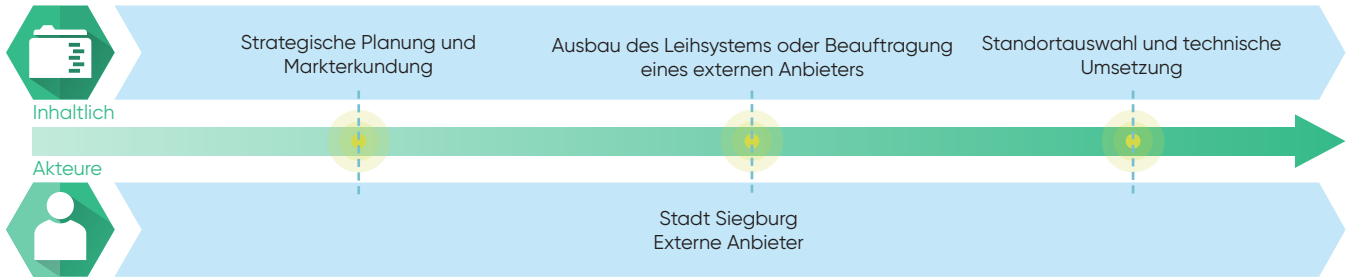 Strategische Planung und
Markterkundung
Ausbau des Leihsystems oder Beauftragung
eines externen Anbieters
Standortauswahl und technische
Umsetzung
Inhaltlich
Akteure
Stadt Siegburg
Externe Anbieter